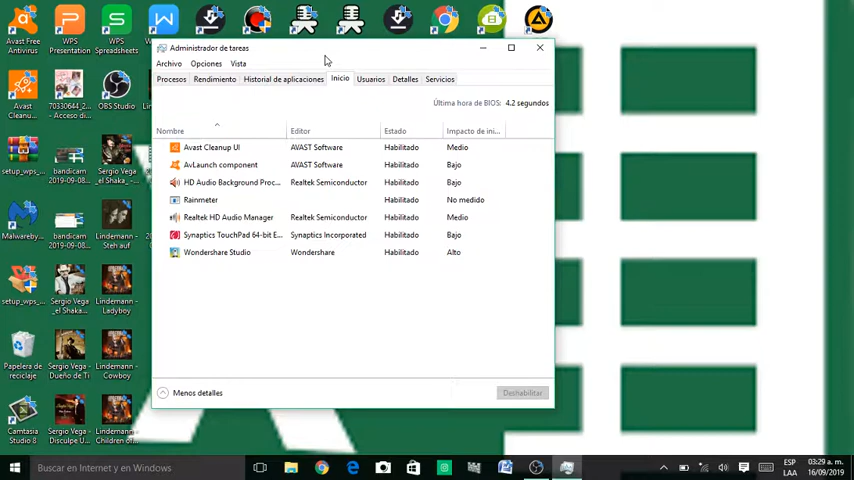 Avast Free
Antivirus
WPS
Presentation
WPS
Spreadsheets
Administrador de tareas
Archivo Opciones Vista
Procesos Rendimiento Historial de aplicaciones Inicio Usuarios Detalles Servicios
Última hora de BIOS: 4.2 segundos
Nombre Editor Estado Impacto de ini...
Avast Cleanup UI AVAST Software Habilitado Medio
AvLaunch component AVAST Software Habilitado Bajo
HD Audio Background Proc... Realtek Semiconductor Habilitado Bajo
Rainmeter Habilitado No medido
Realtek HD Audio Manager Realtek Semiconductor Habilitado Medio
Synaptics TouchPad 64-bit E... Synaptics Incorporated Habilitado Bajo
Wondershare Studio Wondershare Habilitado Alto
Menos detalles Deshabilitar
Avast
Cleanu...
70330644_2...
- Acceso di...
OBS Studio
setup_wps_...
bandicam
2019-09-08...
Sergio Vega
_el Shaka_ -...
Malwareby...
bandicam
2019-09-08...
Lindemann
- Steh auf
setup_wps_...
Sergio Vega
_el Shaka...
Lindemann -
Ladyboy
Papelera de
reciclaje
Sergio Vega -
Dueño de Ti
Lindemann -
Cowboy
Camtasia
Studio 8
Sergio Vega -
Disculpe U...
Lindemann -
Children of...
Buscar en Internet y en Windows
ESP
LAA
03:29 a. m.
16/09/2019